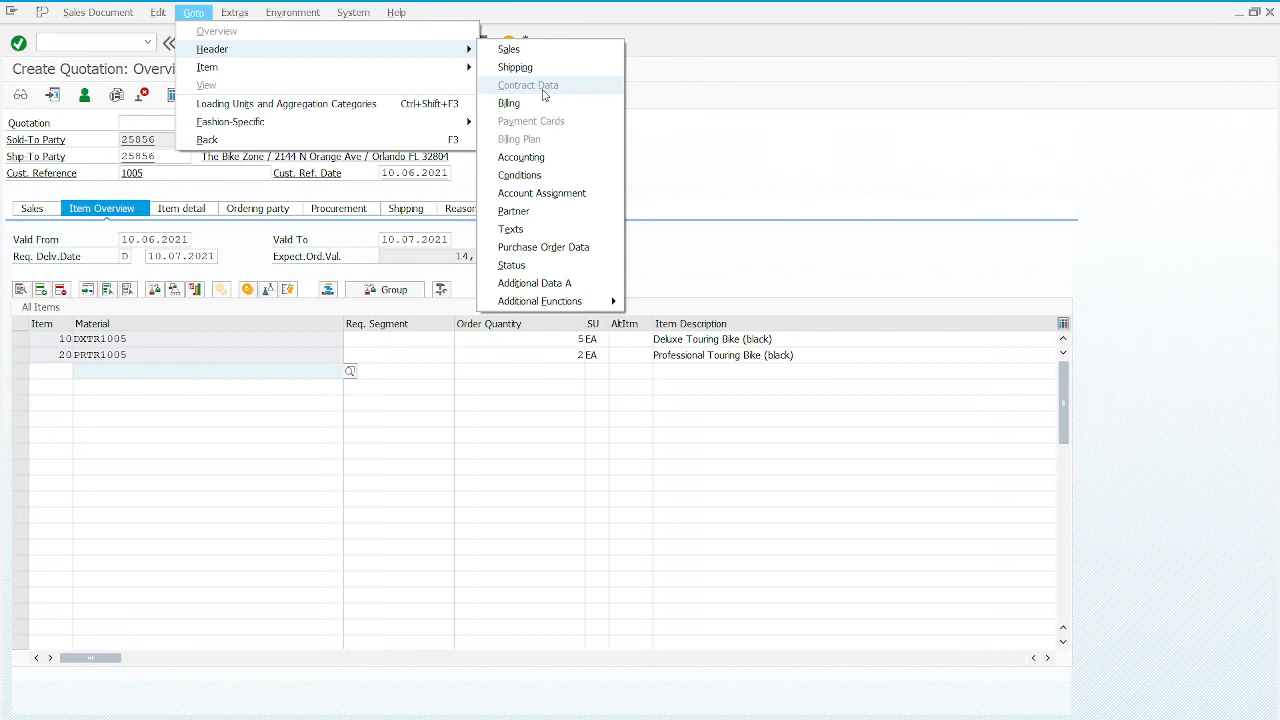 Sales Document Edit Goto Extras Environment System Help
Overview
Header
Item
View
Loading Units and Aggregation Categories Ctrl+Shift+F3
Fashion-Specific
Back F3
Sales
Shipping
Contract Data
Billing
Payment Cards
Billing Plan
Accounting
Conditions
Account Assignment
Partner
Texts
Purchase Order Data
Status
Additional Data A
Additional Functions
Create Quotation: Overvi
Quotation
Sold-To Party 25856
Ship-To Party 25856 The Bike Zone / 2144 N Orange Ave / Orlando FL 32804
Cust. Reference 1005 Cust. Ref. Date 10.06.2021
Sales Item Overview Item detail Ordering party Procurement Shipping Reason
Valid From 10.06.2021 Valid To 10.07.2021
Req. Deliv.Date D 10.07.2021 Expect.Ord.Val. 14,
Group
All Items
Item Material Req. Segment Order Quantity SU AltItm Item Description
10 DXTR1005 5 EA Deluxe Touring Bike (black)
20 PRTR1005 2 EA Professional Touring Bike (black)